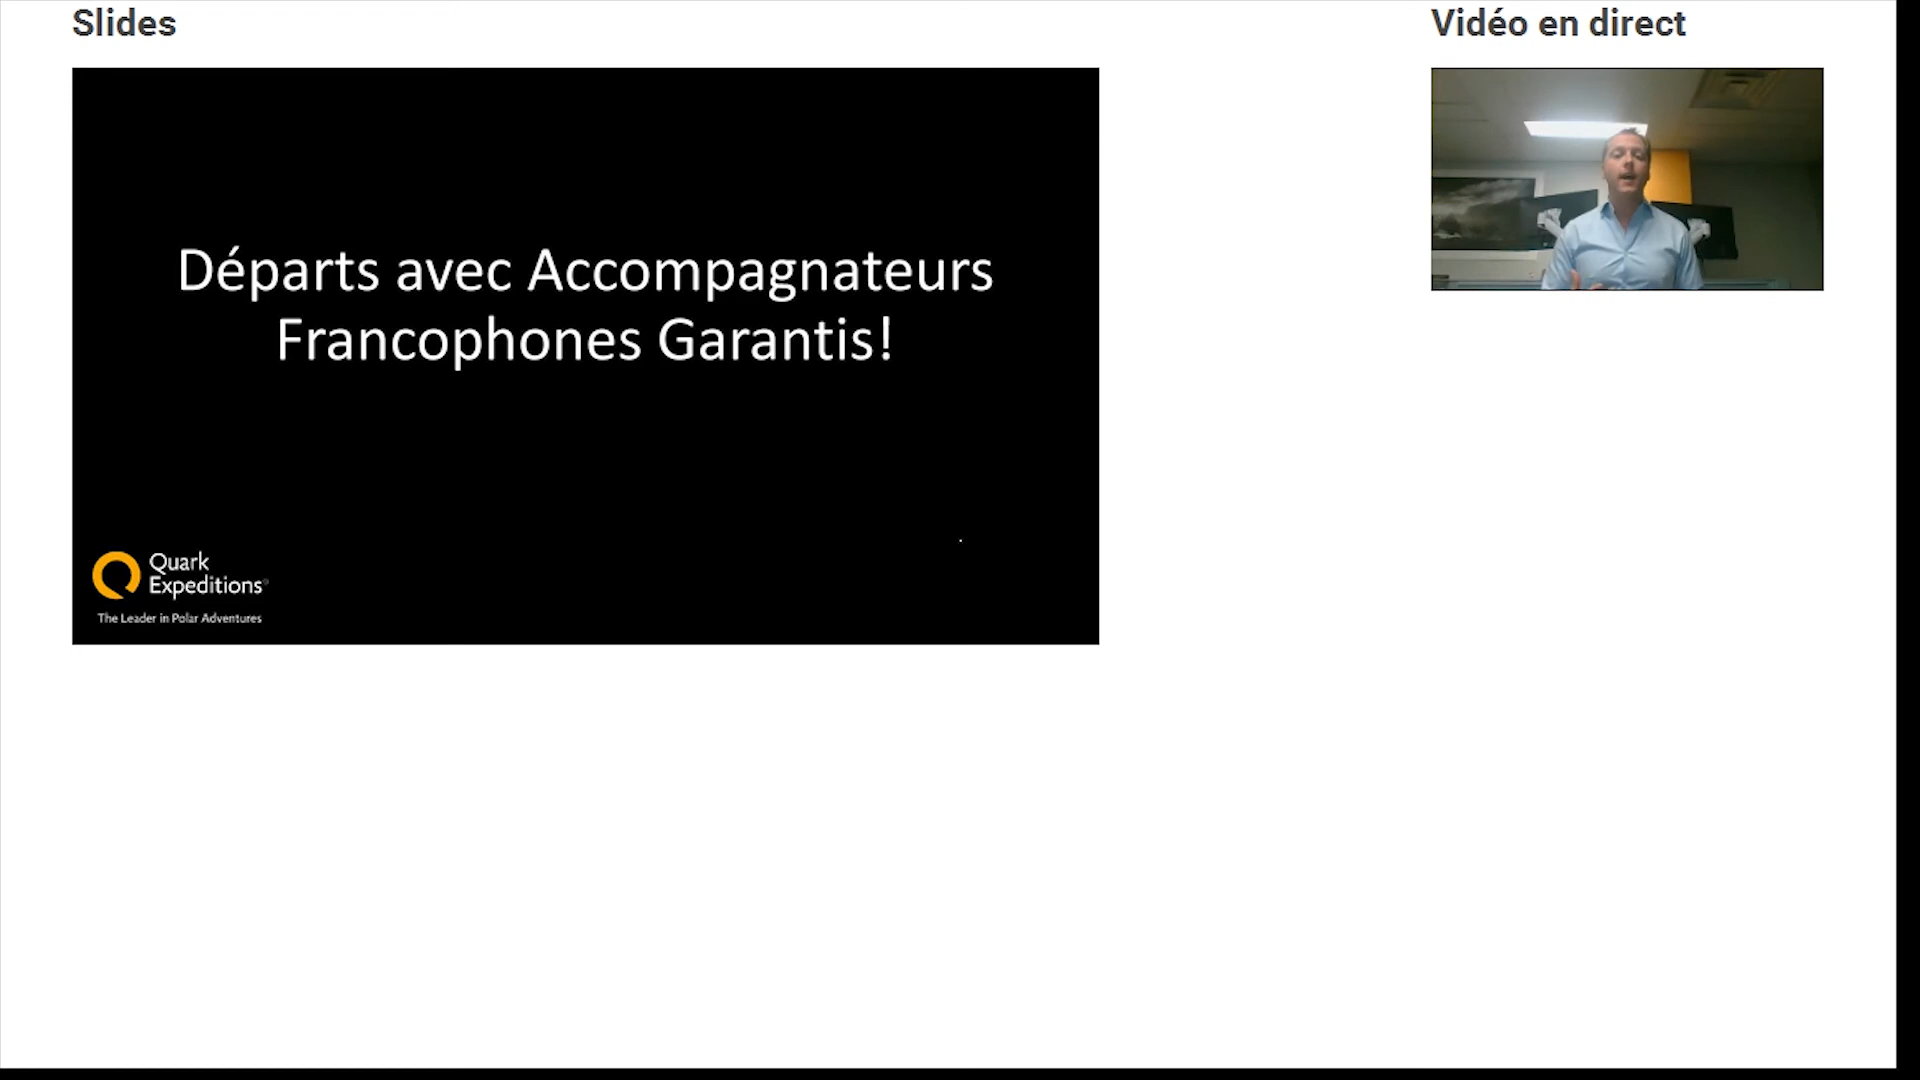 Slides
Vidéo en direct
Départs avec Accompagnateurs
Francophones Garantis!
Quark
Expeditions®
The Leader in Polar Adventures